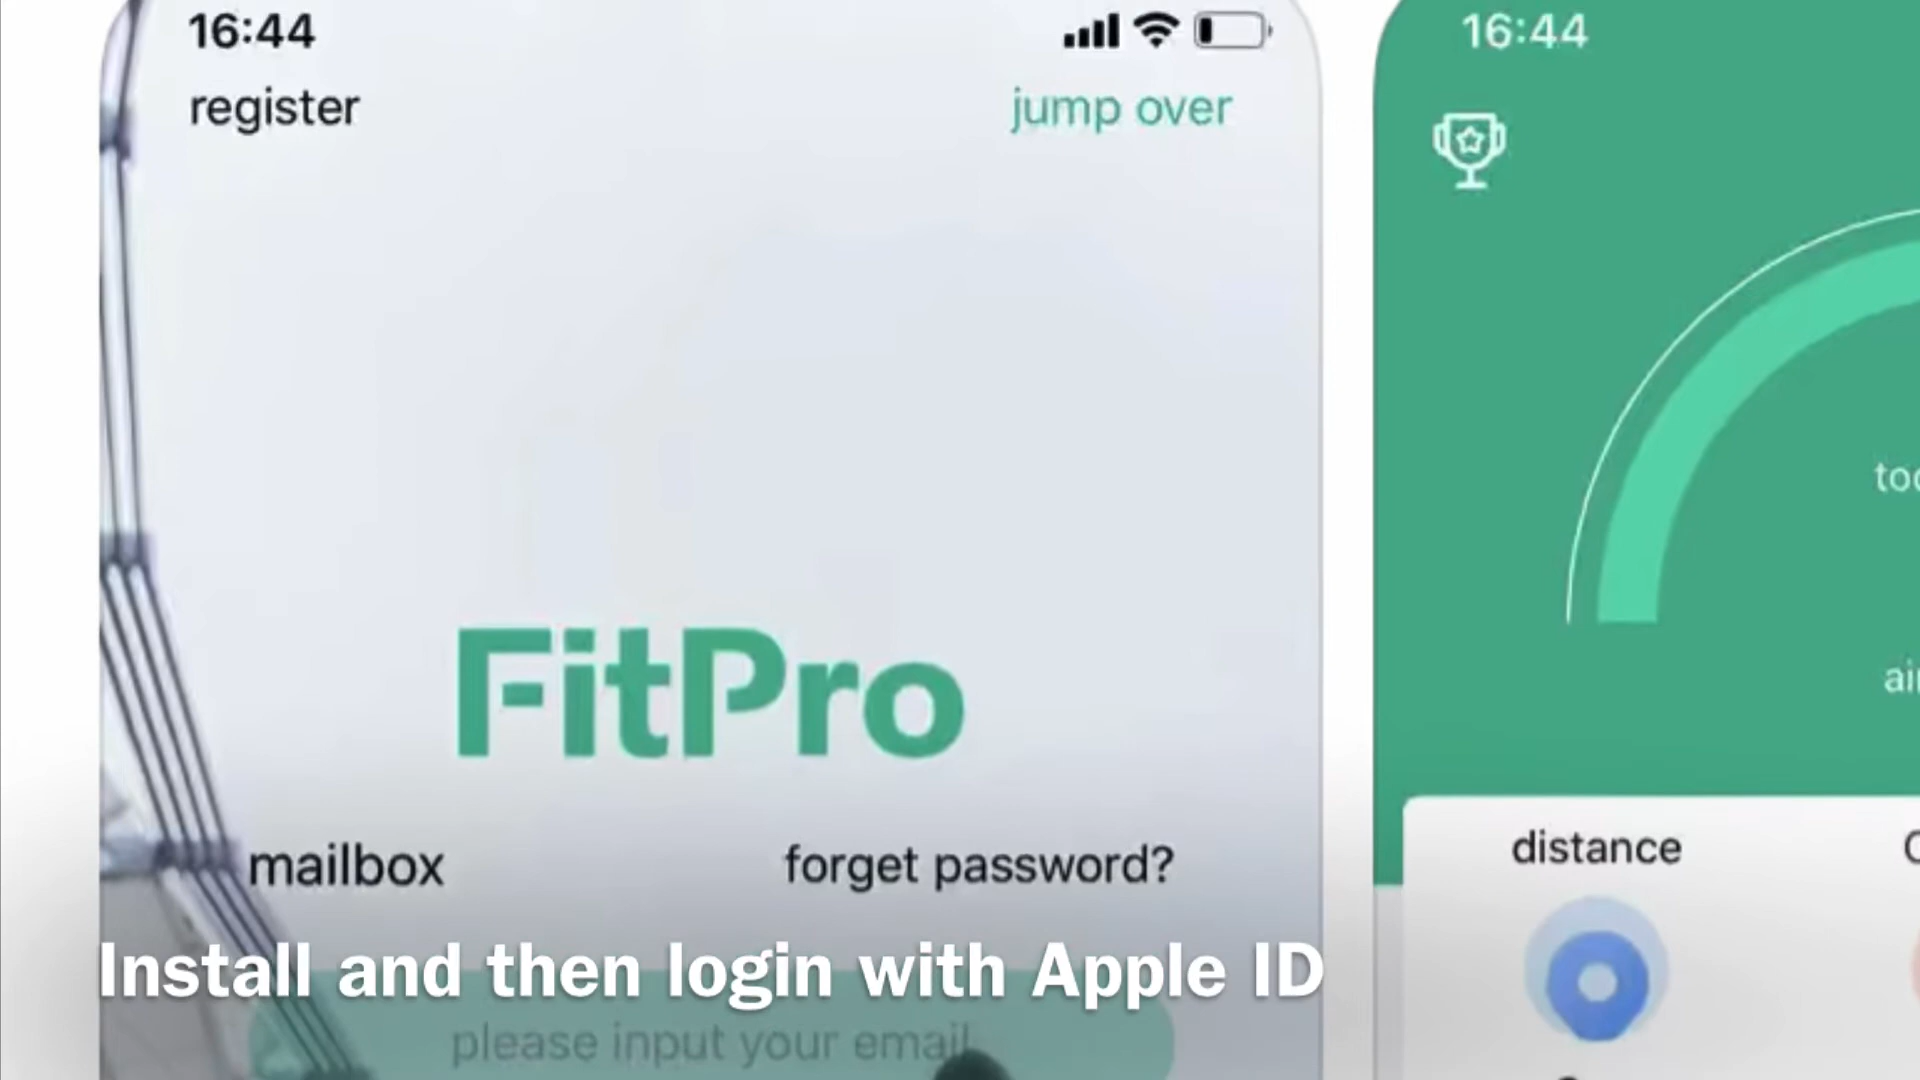 16:44
register
jump over
FitPro
mailbox
forget password?
please input your email
16:44
distance
Install and then login with Apple ID